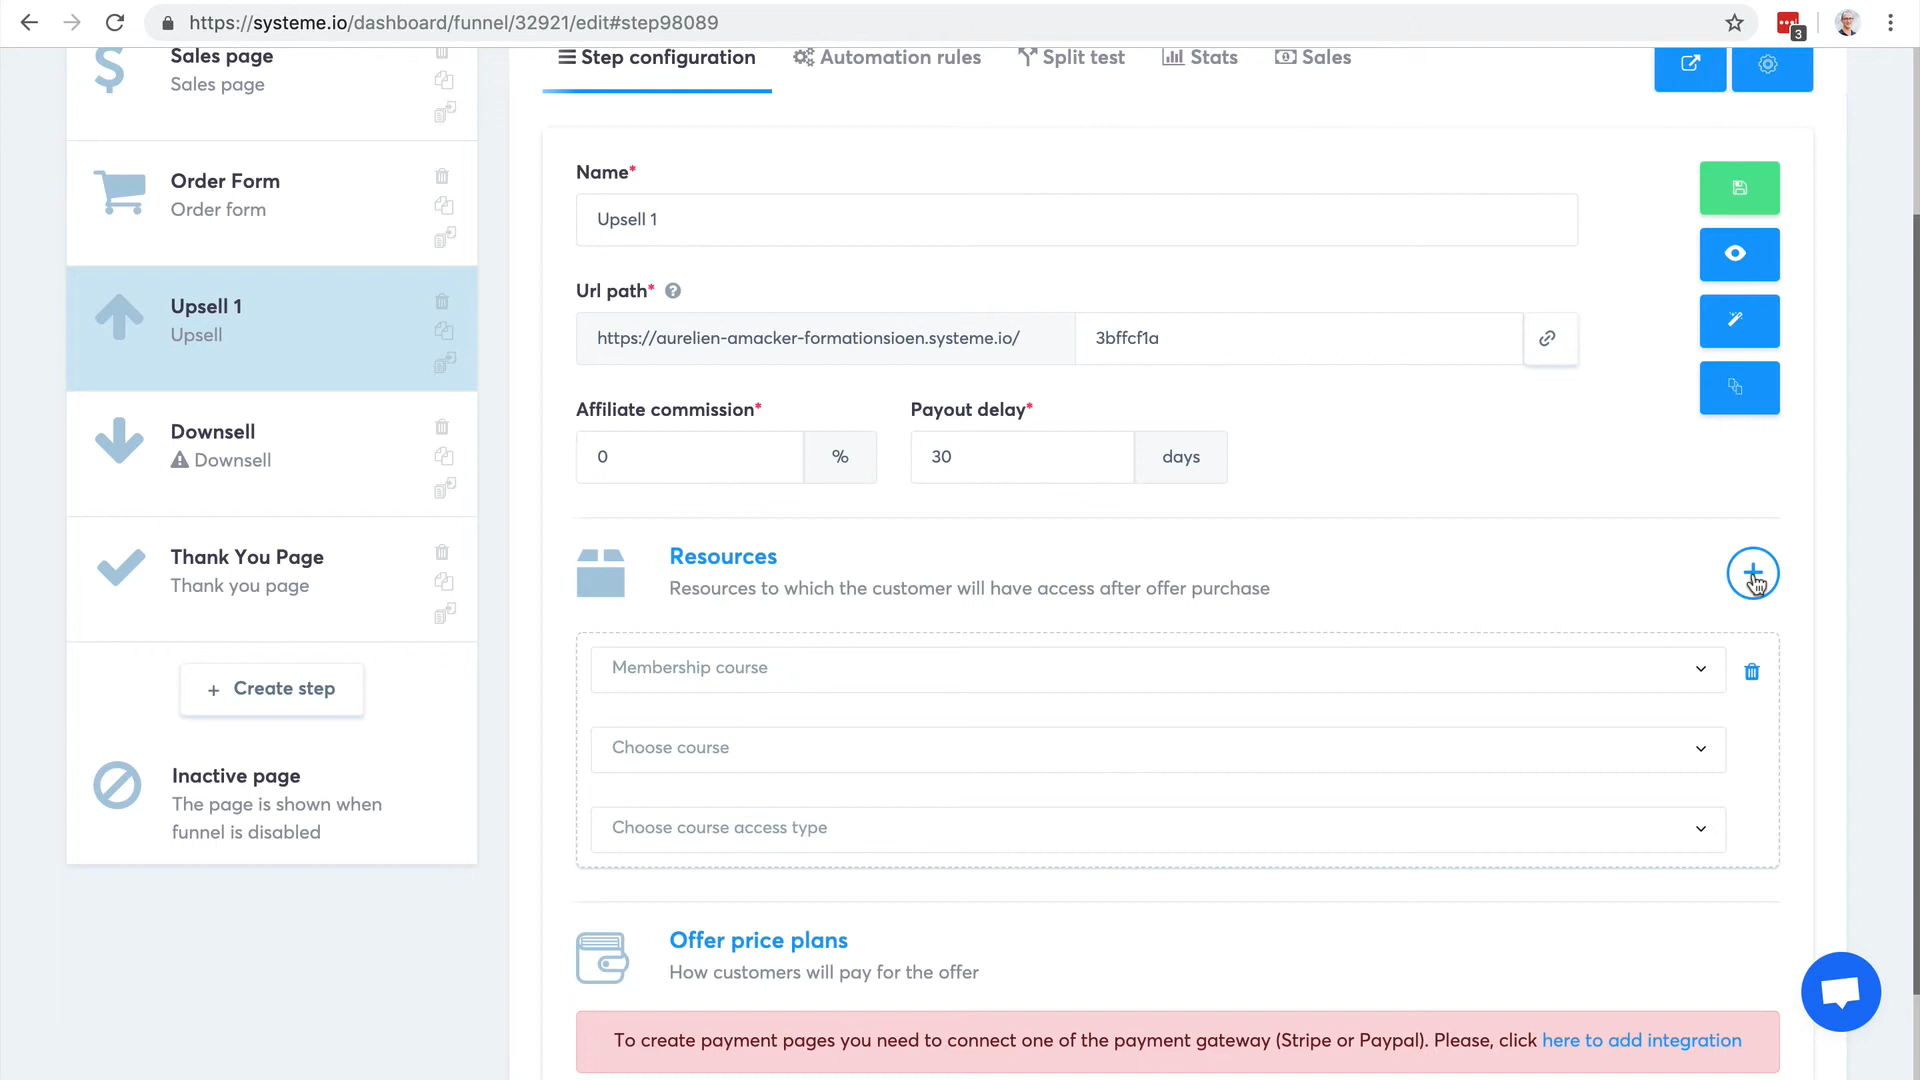 https://systeme.io/dashboard/funnel/32921/edit#step98089
3
Sales page
Sales page
Order Form
Order form
Upsell 1
Upsell
Downsell
Downsell
Thank You Page
Thank you page
+ Create step
Inactive page
The page is shown when
funnel is disabled
Step configuration
Automation rules
Split test
Stats
Sales
Name*
Upsell 1
Url path* ?
https://aurelien-amacker-formationsioen.systeme.io/
3bffcf1a
Affiliate commission*
Payout delay*
0
%
30
days
Resources
Resources to which the customer will have access after offer purchase
Membership course
Choose course
Choose course access type
Offer price plans
How customers will pay for the offer
To create payment pages you need to connect one of the payment gateway (Stripe or Paypal). Please, click here to add integration